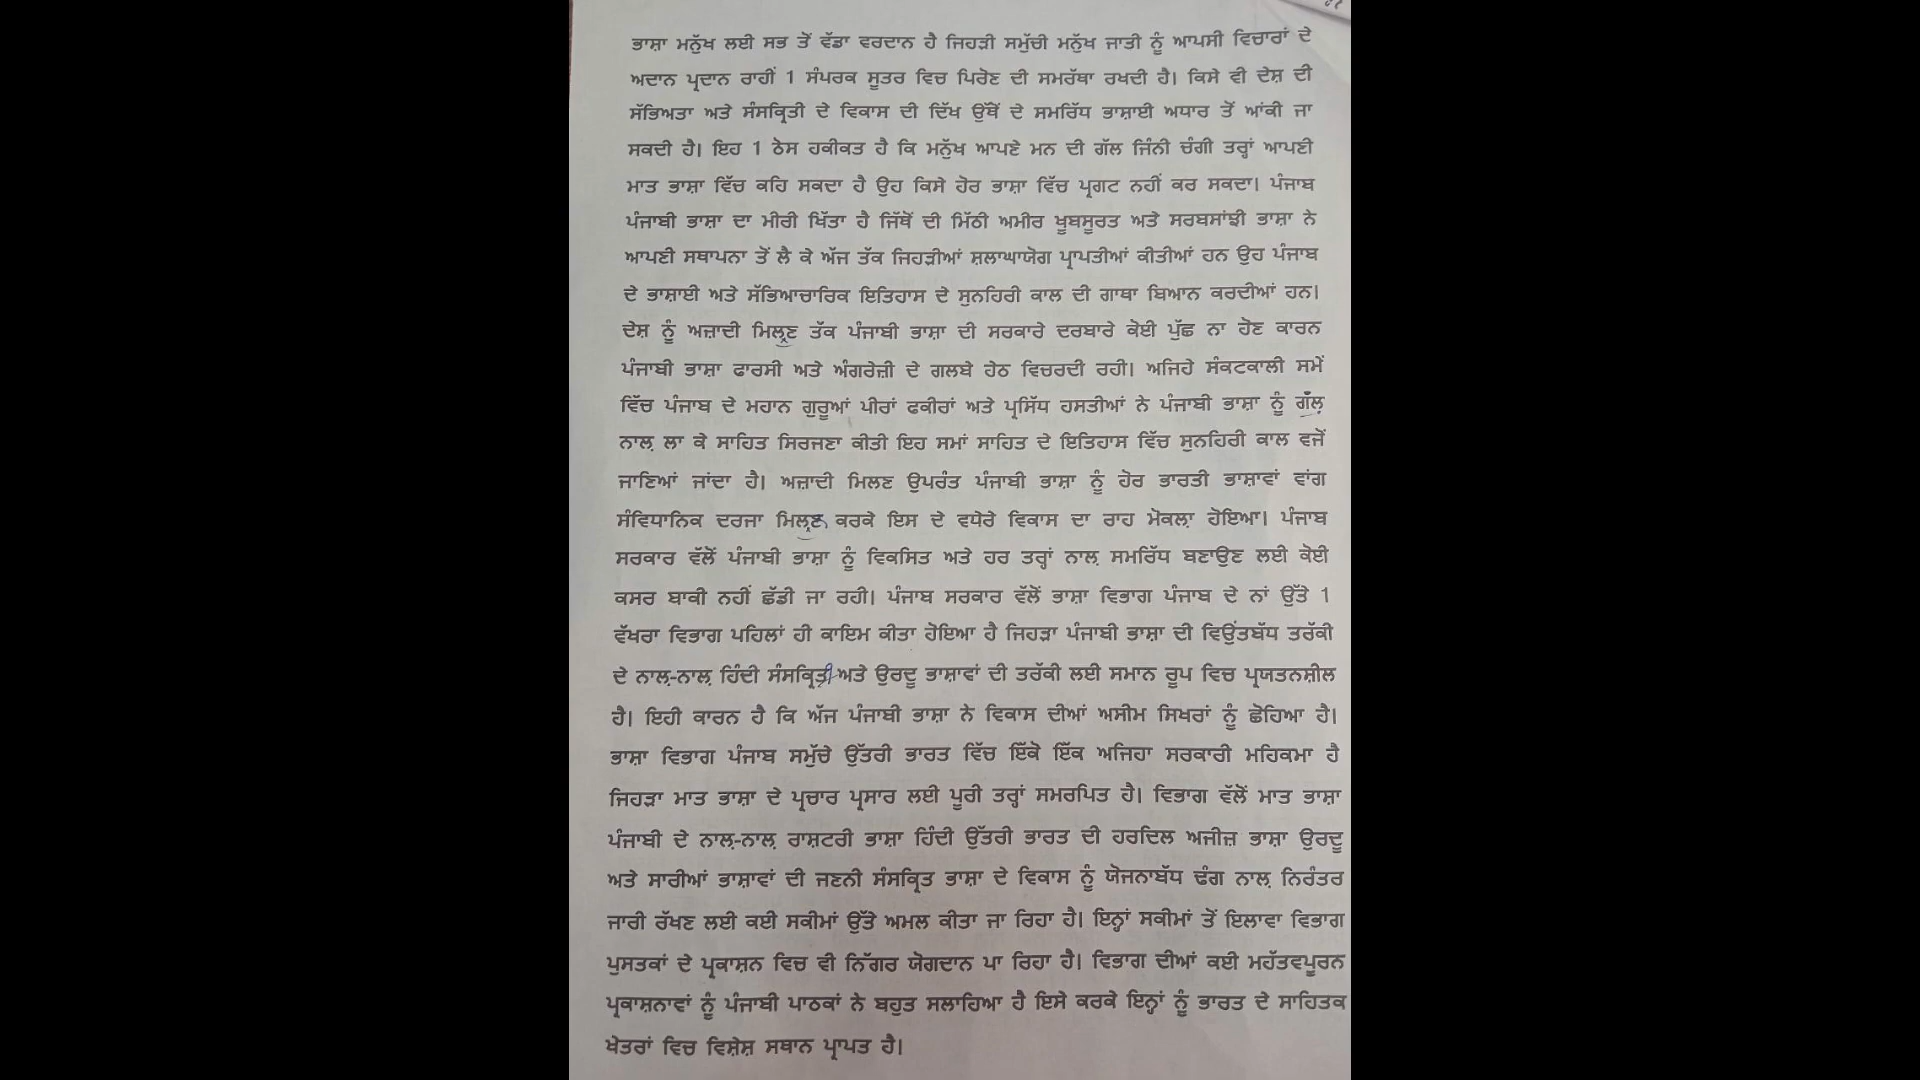 ਭਾਸ਼ਾ ਮਨੁੱਖ ਲਈ ਸਭ ਤੋਂ ਵੱਡਾ ਵਰਦਾਨ ਹੈ ਜਿਹੜੀ ਸਮੁੱਚੀ ਮਨੁੱਖ ਜਾਤੀ ਨੂੰ ਆਪਸੀ ਵਿਚਾਰਾਂ ਦੇ
ਅਦਾਨ ਪ੍ਰਦਾਨ ਰਾਹੀਂ 1 ਸੰਪਰਕ ਸੂਤਰ ਵਿਚ ਪਿਰੋਣ ਦੀ ਸਮਰੱਥਾ ਰਖਦੀ ਹੈ। ਕਿਸੇ ਵੀ ਦੇਸ਼ ਦੀ
ਸੱਭਿਅਤਾ ਅਤੇ ਸੰਸਕ੍ਰਿਤੀ ਦੇ ਵਿਕਾਸ ਦੀ ਦਿੱਖ ਉੱਥੋਂ ਦੇ ਸਮਰਿੱਧ ਭਾਸ਼ਾਈ ਅਧਾਰ ਤੋਂ ਆਂਕੀ ਜਾ
ਸਕਦੀ ਹੈ। ਇਹ 1 ਠੋਸ ਹਕੀਕਤ ਹੈ ਕਿ ਮਨੁੱਖ ਆਪਣੇ ਮਨ ਦੀ ਗੱਲ ਜਿੰਨੀ ਚੰਗੀ ਤਰ੍ਹਾਂ ਆਪਣੀ
ਮਾਤ ਭਾਸ਼ਾ ਵਿੱਚ ਕਹਿ ਸਕਦਾ ਹੈ ਉਹ ਕਿਸੇ ਹੋਰ ਭਾਸ਼ਾ ਵਿੱਚ ਪ੍ਰਗਟ ਨਹੀਂ ਕਰ ਸਕਦਾ। ਪੰਜਾਬ
ਪੰਜਾਬੀ ਭਾਸ਼ਾ ਦਾ ਮੀਰੀ ਖਿੱਤਾ ਹੈ ਜਿੱਥੋਂ ਦੀ ਮਿੱਠੀ ਅਮੀਰ ਖੂਬਸੂਰਤ ਅਤੇ ਸਰਬਸਾਂਝੀ ਭਾਸ਼ਾ ਨੇ
ਆਪਣੀ ਸਥਾਪਨਾ ਤੋਂ ਲੈ ਕੇ ਅੱਜ ਤੱਕ ਜਿਹੜੀਆਂ ਸ਼ਲਾਘਾਯੋਗ ਪ੍ਰਾਪਤੀਆਂ ਕੀਤੀਆਂ ਹਨ ਉਹ ਪੰਜਾਬ
ਦੇ ਭਾਸ਼ਾਈ ਅਤੇ ਸੱਭਿਆਚਾਰਿਕ ਇਤਿਹਾਸ ਦੇ ਸੁਨਹਿਰੀ ਕਾਲ ਦੀ ਗਾਥਾ ਬਿਆਨ ਕਰਦੀਆਂ ਹਨ।
ਦੇਸ਼ ਨੂੰ ਅਜ਼ਾਦੀ ਮਿਲਣ ਤੱਕ ਪੰਜਾਬੀ ਭਾਸ਼ਾ ਦੀ ਸਰਕਾਰੇ ਦਰਬਾਰੇ ਕੋਈ ਪੁੱਛ ਨਾ ਹੋਣ ਕਾਰਨ
ਪੰਜਾਬੀ ਭਾਸ਼ਾ ਫਾਰਸੀ ਅਤੇ ਅੰਗਰੇਜ਼ੀ ਦੇ ਗਲਬੇ ਹੇਠ ਵਿਚਰਦੀ ਰਹੀ। ਅਜਿਹੇ ਸੰਕਟਕਾਲੀ ਸਮੇਂ
ਵਿੱਚ ਪੰਜਾਬ ਦੇ ਮਹਾਨ ਗੁਰੂਆਂ ਪੀਰਾਂ ਫਕੀਰਾਂ ਅਤੇ ਪ੍ਰਸਿੱਧ ਹਸਤੀਆਂ ਨੇ ਪੰਜਾਬੀ ਭਾਸ਼ਾ ਨੂੰ ਗੱਲ਼
ਨਾਲ਼ ਲਾ ਕੇ ਸਾਹਿਤ ਸਿਰਜਣਾ ਕੀਤੀ ਇਹ ਸਮਾਂ ਸਾਹਿਤ ਦੇ ਇਤਿਹਾਸ ਵਿੱਚ ਸੁਨਹਿਰੀ ਕਾਲ ਵਜੋਂ
ਜਾਣਿਆਂ ਜਾਂਦਾ ਹੈ। ਅਜ਼ਾਦੀ ਮਿਲਣ ਉਪਰੰਤ ਪੰਜਾਬੀ ਭਾਸ਼ਾ ਨੂੰ ਹੋਰ ਭਾਰਤੀ ਭਾਸ਼ਾਵਾਂ ਵਾਂਗ
ਸੰਵਿਧਾਨਿਕ ਦਰਜਾ ਮਿਲਣ ਕਰਕੇ ਇਸ ਦੇ ਵਧੇਰੇ ਵਿਕਾਸ ਦਾ ਰਾਹ ਮੋਕਲਾ਼ ਹੋਇਆ। ਪੰਜਾਬ
ਸਰਕਾਰ ਵੱਲੋਂ ਪੰਜਾਬੀ ਭਾਸ਼ਾ ਨੂੰ ਵਿਕਸਿਤ ਅਤੇ ਹਰ ਤਰ੍ਹਾਂ ਨਾਲ਼ ਸਮਰਿੱਧ ਬਣਾਉਣ ਲਈ ਕੋਈ
ਕਸਰ ਬਾਕੀ ਨਹੀਂ ਛੱਡੀ ਜਾ ਰਹੀ। ਪੰਜਾਬ ਸਰਕਾਰ ਵੱਲੋਂ ਭਾਸ਼ਾ ਵਿਭਾਗ ਪੰਜਾਬ ਦੇ ਨਾਂ ਉੱਤੇ 1
ਵੱਖਰਾ ਵਿਭਾਗ ਪਹਿਲਾਂ ਹੀ ਕਾਇਮ ਕੀਤਾ ਹੋਇਆ ਹੈ ਜਿਹੜਾ ਪੰਜਾਬੀ ਭਾਸ਼ਾ ਦੀ ਵਿਉਂਤਬੱਧ ਤਰੱਕੀ
ਦੇ ਨਾਲ਼-ਨਾਲ਼ ਹਿੰਦੀ ਸੰਸਕ੍ਰਿਤੀ ਅਤੇ ਉਰਦੂ ਭਾਸ਼ਾਵਾਂ ਦੀ ਤਰੱਕੀ ਲਈ ਸਮਾਨ ਰੂਪ ਵਿਚ ਪ੍ਰਯਤਨਸ਼ੀਲ
ਹੈ। ਇਹੀ ਕਾਰਨ ਹੈ ਕਿ ਅੱਜ ਪੰਜਾਬੀ ਭਾਸ਼ਾ ਨੇ ਵਿਕਾਸ ਦੀਆਂ ਅਸੀਮ ਸਿਖਰਾਂ ਨੂੰ ਛੋਹਿਆ ਹੈ।
ਭਾਸ਼ਾ ਵਿਭਾਗ ਪੰਜਾਬ ਸਮੁੱਚੇ ਉੱਤਰੀ ਭਾਰਤ ਵਿੱਚ ਇੱਕੋ ਇੱਕ ਅਜਿਹਾ ਸਰਕਾਰੀ ਮਹਿਕਮਾ ਹੈ
ਜਿਹੜਾ ਮਾਤ ਭਾਸ਼ਾ ਦੇ ਪ੍ਰਚਾਰ ਪ੍ਰਸਾਰ ਲਈ ਪੂਰੀ ਤਰ੍ਹਾਂ ਸਮਰਪਿਤ ਹੈ। ਵਿਭਾਗ ਵੱਲੋਂ ਮਾਤ ਭਾਸ਼ਾ
ਪੰਜਾਬੀ ਦੇ ਨਾਲ਼-ਨਾਲ਼ ਰਾਸ਼ਟਰੀ ਭਾਸ਼ਾ ਹਿੰਦੀ ਉੱਤਰੀ ਭਾਰਤ ਦੀ ਹਰਦਿਲ ਅਜੀਜ਼ ਭਾਸ਼ਾ ਉਰਦੂ
ਅਤੇ ਸਾਰੀਆਂ ਭਾਸ਼ਾਵਾਂ ਦੀ ਜਣਨੀ ਸੰਸਕ੍ਰਿਤ ਭਾਸ਼ਾ ਦੇ ਵਿਕਾਸ ਨੂੰ ਯੋਜਨਾਬੱਧ ਢੰਗ ਨਾਲ਼ ਨਿਰੰਤਰ
ਜਾਰੀ ਰੱਖਣ ਲਈ ਕਈ ਸਕੀਮਾਂ ਉੱਤੇ ਅਮਲ ਕੀਤਾ ਜਾ ਰਿਹਾ ਹੈ। ਇਨ੍ਹਾਂ ਸਕੀਮਾਂ ਤੋਂ ਇਲਾਵਾ ਵਿਭਾਗ
ਪੁਸਤਕਾਂ ਦੇ ਪ੍ਰਕਾਸ਼ਨ ਵਿਚ ਵੀ ਨਿੱਗਰ ਯੋਗਦਾਨ ਪਾ ਰਿਹਾ ਹੈ। ਵਿਭਾਗ ਦੀਆਂ ਕਈ ਮਹੱਤਵਪੂਰਨ
ਪ੍ਰਕਾਸ਼ਨਾਵਾਂ ਨੂੰ ਪੰਜਾਬੀ ਪਾਠਕਾਂ ਨੇ ਬਹੁਤ ਸਲਾਹਿਆ ਹੈ ਇਸੇ ਕਰਕੇ ਇਨ੍ਹਾਂ ਨੂੰ ਭਾਰਤ ਦੇ ਸਾਹਿਤਕ
ਖੇਤਰਾਂ ਵਿਚ ਵਿਸ਼ੇਸ਼ ਸਥਾਨ ਪ੍ਰਾਪਤ ਹੈ।